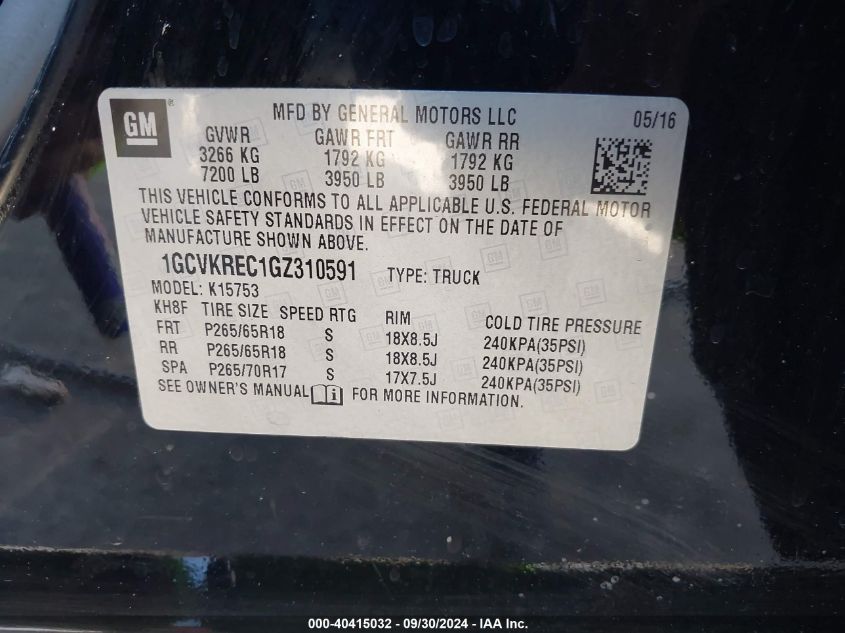 GM ® MFD BY GENERAL MOTORS LLC 05/16
GVWR GAWR FRT GAWR RR
3266 KG 1792 KG 1792 KG
7200 LB 3950 LB 3950 LB
THIS VEHICLE CONFORMS TO ALL APPLICABLE U.S. FEDERAL MOTOR
VEHICLE SAFETY STANDARDS IN EFFECT ON THE DATE OF
MANUFACTURE SHOWN ABOVE.
1GCVKREC1GZ310591 TYPE: TRUCK
MODEL: K15753
KH8F TIRE SIZE SPEED RTG RIM COLD TIRE PRESSURE
FRT P265/65R18 S 18X8.5J 240KPA(35PSI)
RR P265/65R18 S 18X8.5J 240KPA(35PSI)
SPA P265/70R17 S 17X7.5J 240KPA(35PSI)
SEE OWNER'S MANUAL FOR MORE INFORMATION.
000-40415032 - 09/30/2024 - IAA Inc.